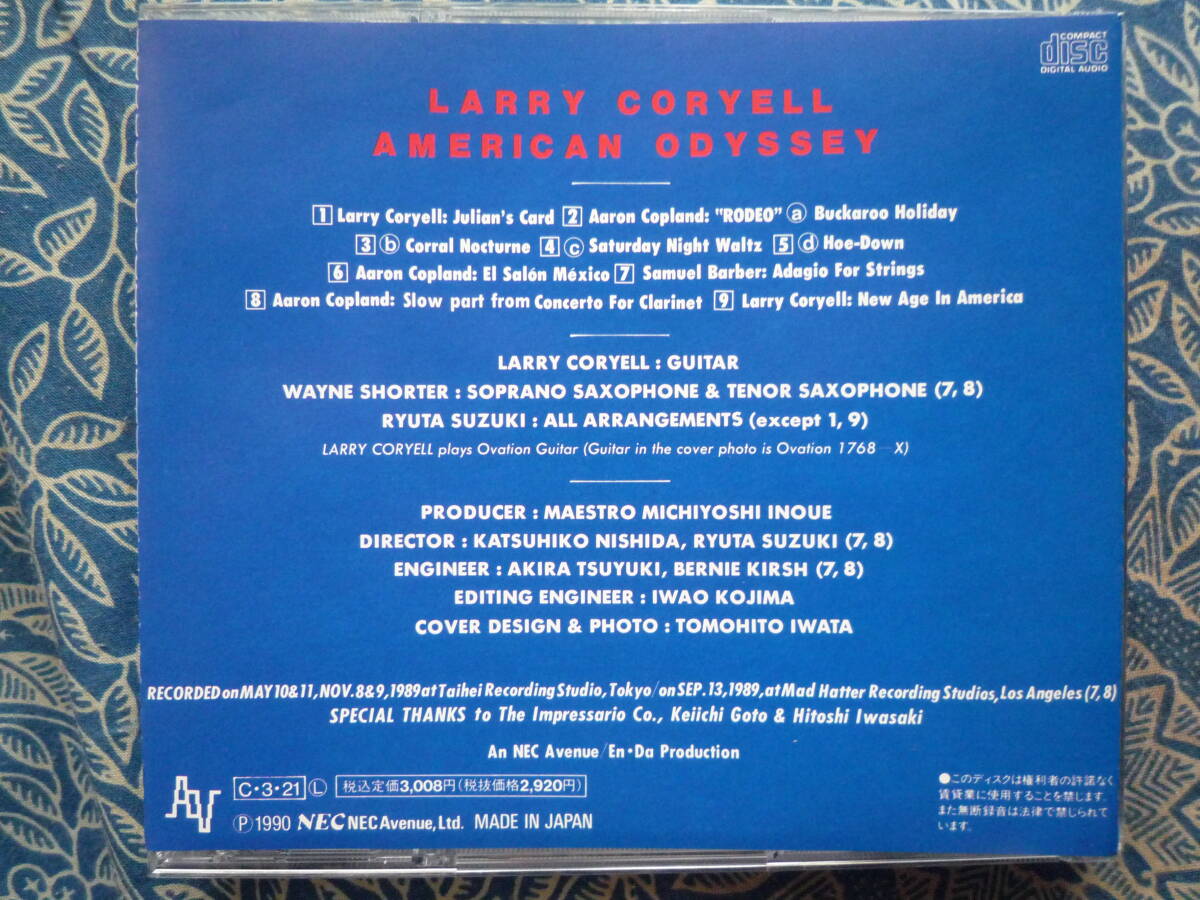 COMPACT
disc
DIGITAL AUDIO
LARRY CORYELL
AMERICAN ODYSSEY
1 Larry Coryell: Julian's Card 2 Aaron Copland: "RODEO" ⓐ Buckaroo Holiday
3 ⓑ Corral Nocturne 4 ⓒ Saturday Night Waltz 5 ⓓ Hoe-Down
6 Aaron Copland: El Salón México 7 Samuel Barber: Adagio For Strings
8 Aaron Copland: Slow part from Concerto For Clarinet 9 Larry Coryell: New Age In America
LARRY CORYELL : GUITAR
WAYNE SHORTER : SOPRANO SAXOPHONE & TENOR SAXOPHONE (7, 8)
RYUTA SUZUKI : ALL ARRANGEMENTS (except 1, 9)
LARRY CORYELL plays Ovation Guitar (Guitar in the cover photo is Ovation 1768—X)
PRODUCER : MAESTRO MICHIYOSHI INOUE
DIRECTOR : KATSUHIKO NISHIDA, RYUTA SUZUKI (7, 8)
ENGINEER : AKIRA TSUYUKI, BERNIE KIRSH (7, 8)
EDITING ENGINEER : IWAO KOJIMA
COVER DESIGN & PHOTO : TOMOHITO IWATA
RECORDED on MAY 10 & 11, NOV. 8 & 9, 1989 at Taihei Recording Studio, Tokyo/on SEP. 13, 1989, at Mad Hatter Recording Studios, Los Angeles (7, 8)
SPECIAL THANKS to The Impressario Co., Keiichi Goto & Hitoshi Iwasaki
An NEC Avenue/En・Da Production
AV C・3・21 Ⓛ 税込定価3,008円(税抜価格2,920円)
Ⓟ1990 NEC NEC Avenue, Ltd. MADE IN JAPAN
●このディスクは権利者の許諾なく
賃貸業に使用することを禁じます。
また無断録音は法律で禁じられて
います。